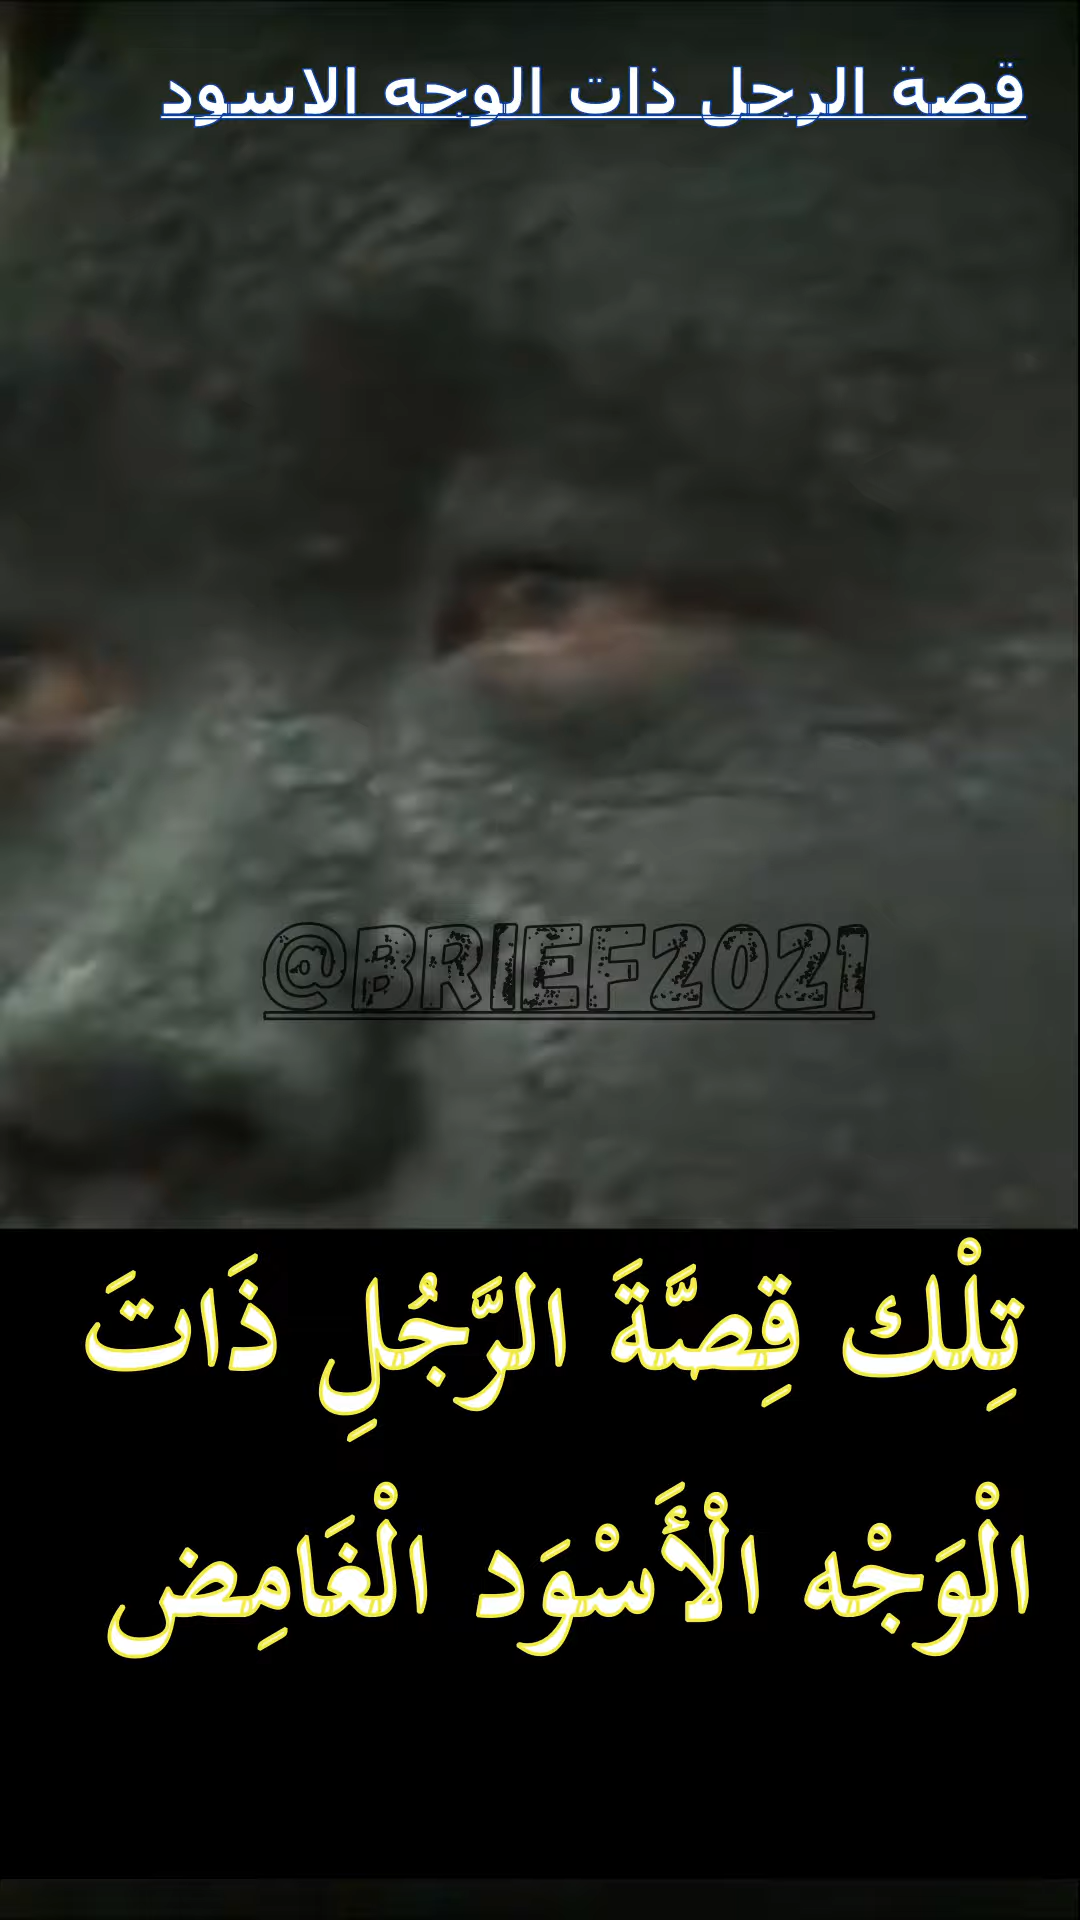 قصة الرجل ذات الوجه الاسود
@BRIEF2021
تِلْك قِصَّةَ الرَّجُلِ ذَاتَ
الْوَجْه الْأَسْوَد الْغَامِض